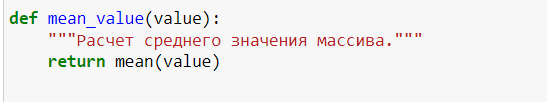 def mean_value(value):
    """Расчет среднего значения массива."""
    return mean(value)